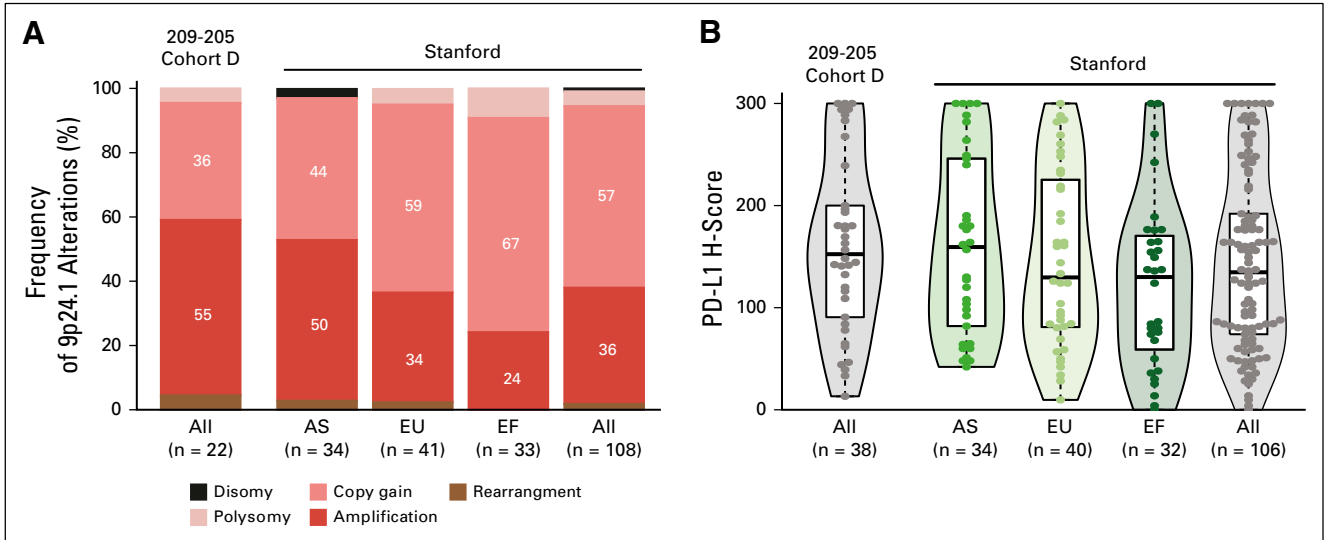 A
209-205
Cohort D
Stanford
Frequency
of 9p24.1 Alterations (%)
100
80
60
40
20
0
36
55
44
50
59
34
67
24
57
36
All
(n = 22)
AS
(n = 34)
EU
(n = 41)
EF
(n = 33)
All
(n = 108)
Disomy
Copy gain
Rearrangment
Polysomy
Amplification
B
209-205
Cohort D
Stanford
PD-L1 H-Score
300
200
100
0
All
(n = 38)
AS
(n = 34)
EU
(n = 40)
EF
(n = 32)
All
(n = 106)